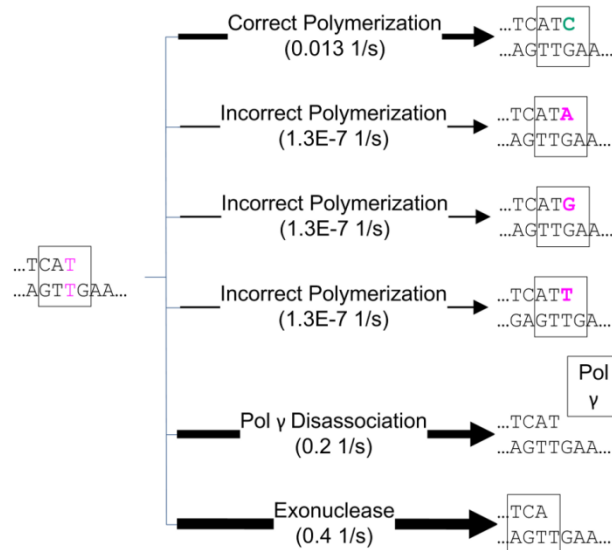 Correct Polymerization
(0.013 1/s)
...TCATC
AGTTGAA...
Incorrect Polymerization
(1.3E-7 1/s)
...TCATA
...AGTTGAA...
Incorrect Polymerization
(1.3E-7 1/s)
...TCATG
...AGTTGAA...
...TCAT
...AGTTGAA...
Incorrect Polymerization
(1.3E-7 1/s)
...TCATT
...GAGTTGA...
Pol γ Disassociation
(0.2 1/s)
Pol
γ
...TCAT
...AGTTGAA...
Exonuclease
(0.4 1/s)
...TCA
...AGTTGAA...